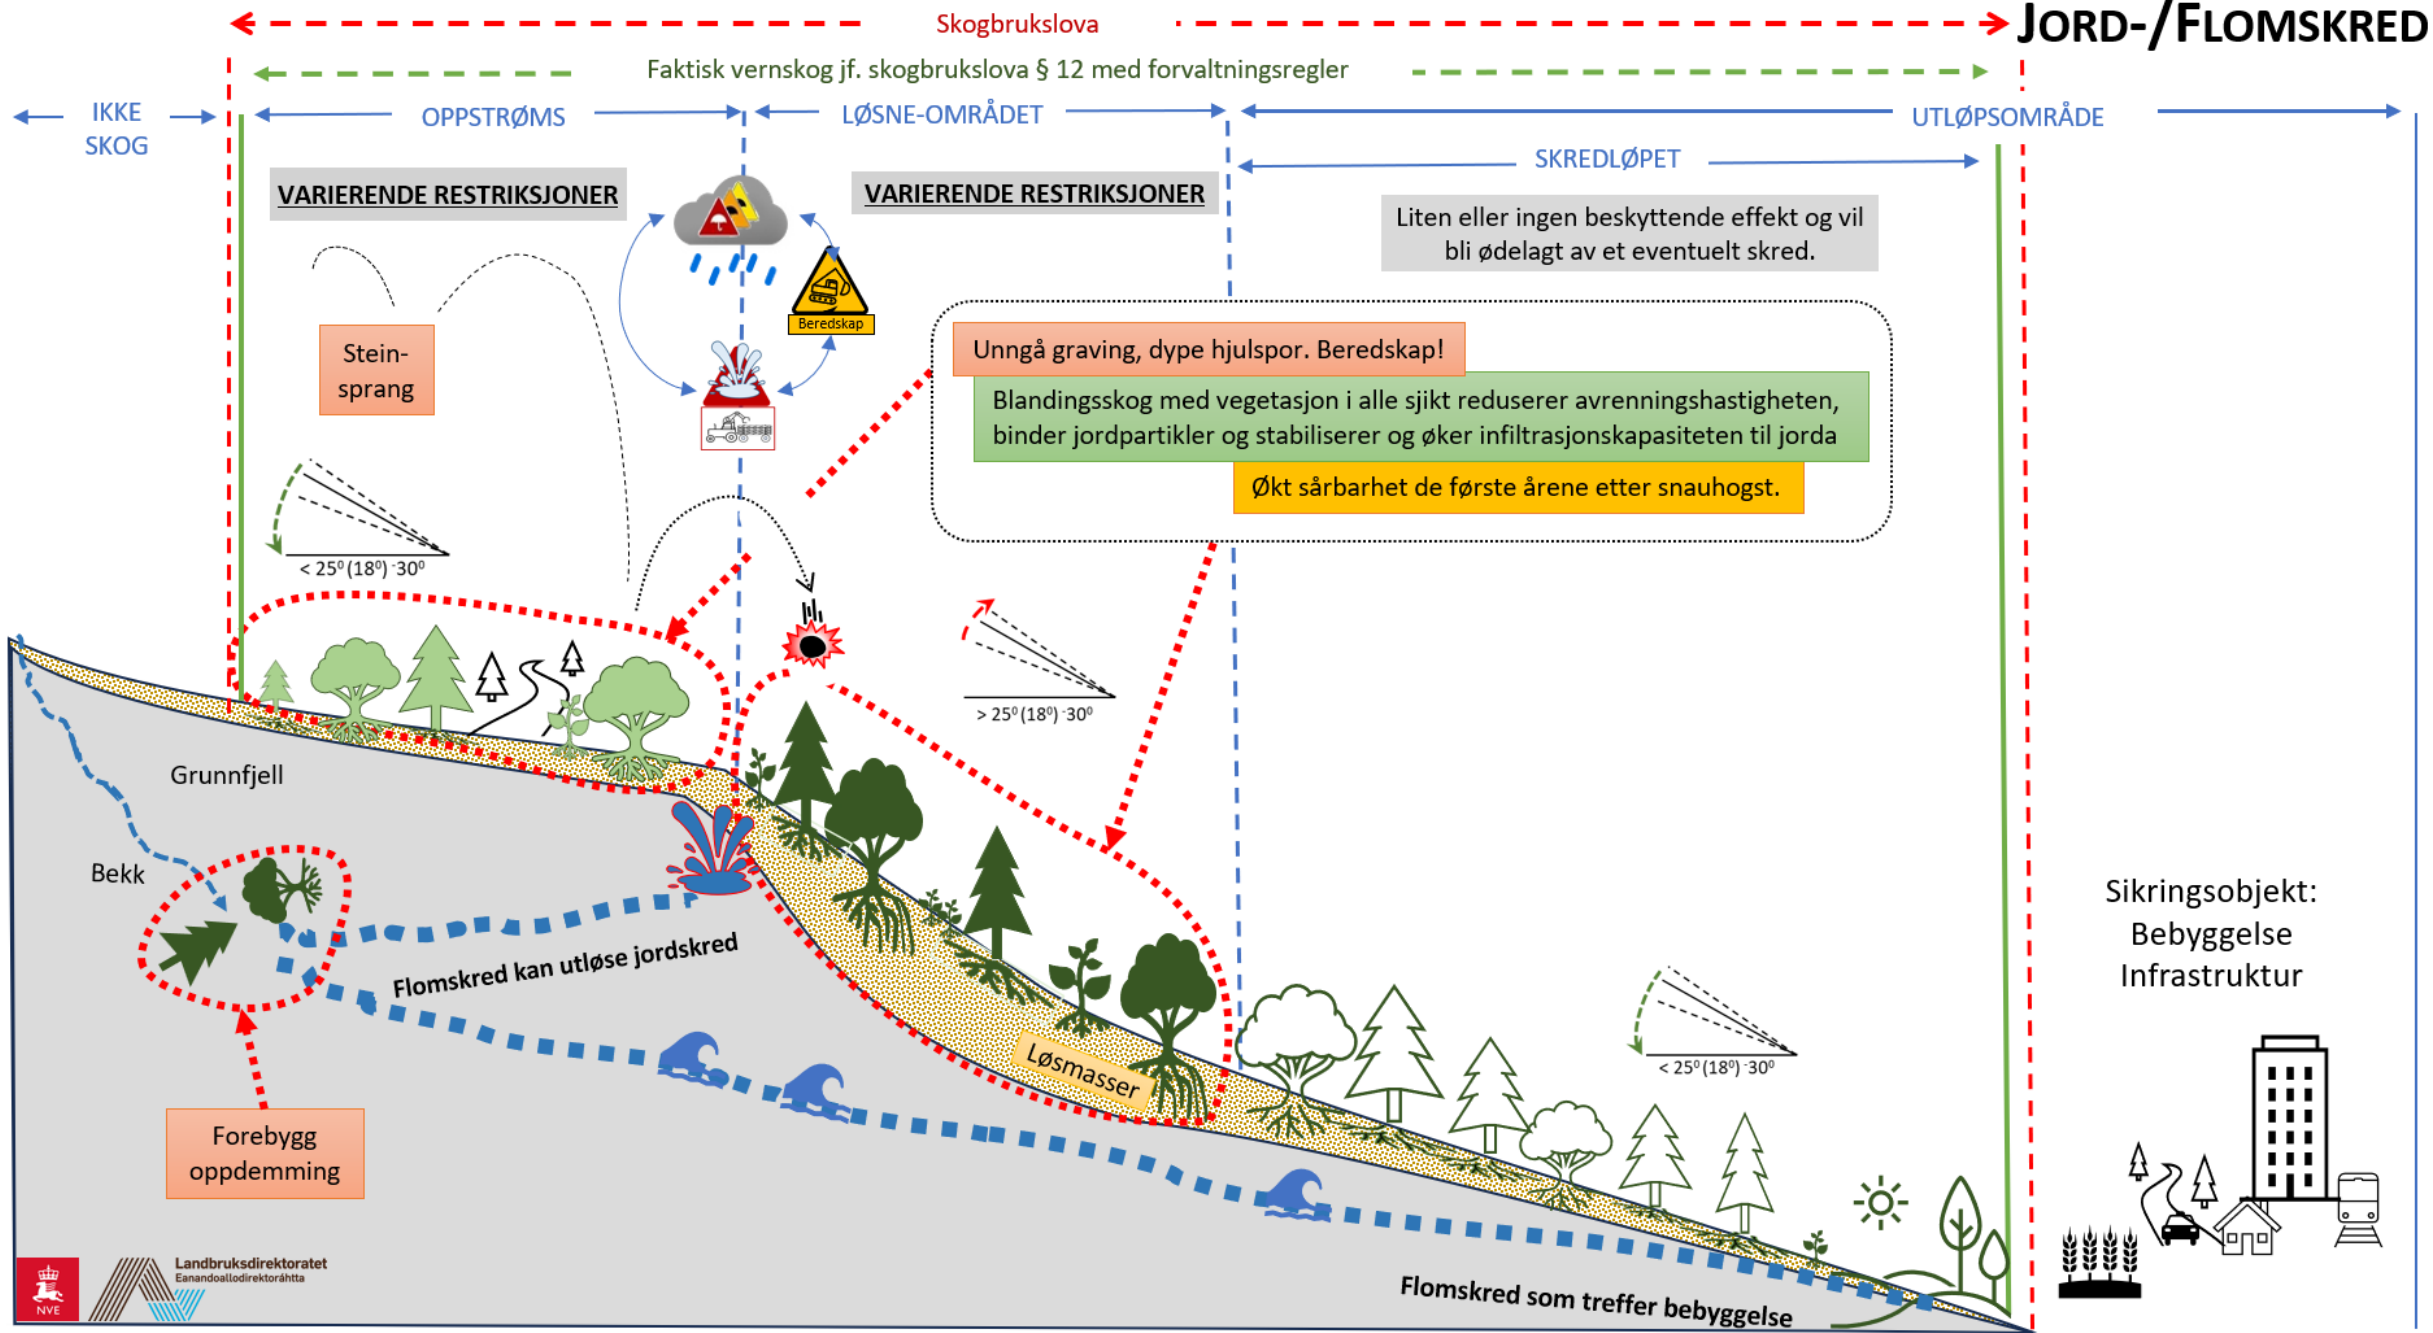 Skogbrukslova
JORD-/FLOMSKRED
Faktisk vernskog jf. skogbrukslova § 12 med forvaltningsregler
IKKE
SKOG
OPPSTRØMS
LØSNE-OMRÅDET
UTLØPSOMRÅDE
SKREDLØPET
VARIERENDE RESTRIKSJONER
VARIERENDE RESTRIKSJONER
Liten eller ingen beskyttende effekt og vil
bli ødelagt av et eventuelt skred.
Beredskap
Stein-
sprang
Unngå graving, dype hjulspor. Beredskap!
Blandingsskog med vegetasjon i alle sjikt reduserer avrenningshastigheten,
binder jordpartikler og stabiliserer og øker infiltrasjonskapasiteten til jorda
Økt sårbarhet de første årene etter snauhogst.
< 25⁰ (18⁰) -30⁰
> 25⁰ (18⁰) -30⁰
Grunnfjell
Bekk
Flomskred kan utløse jordskred
Løsmasser
< 25⁰ (18⁰) -30⁰
Sikringsobjekt:
Bebyggelse
Infrastruktur
Forebygg
oppdemming
Flomskred som treffer bebyggelse
NVE
Landbruksdirektoratet
Eanandoallodirektoráhtta